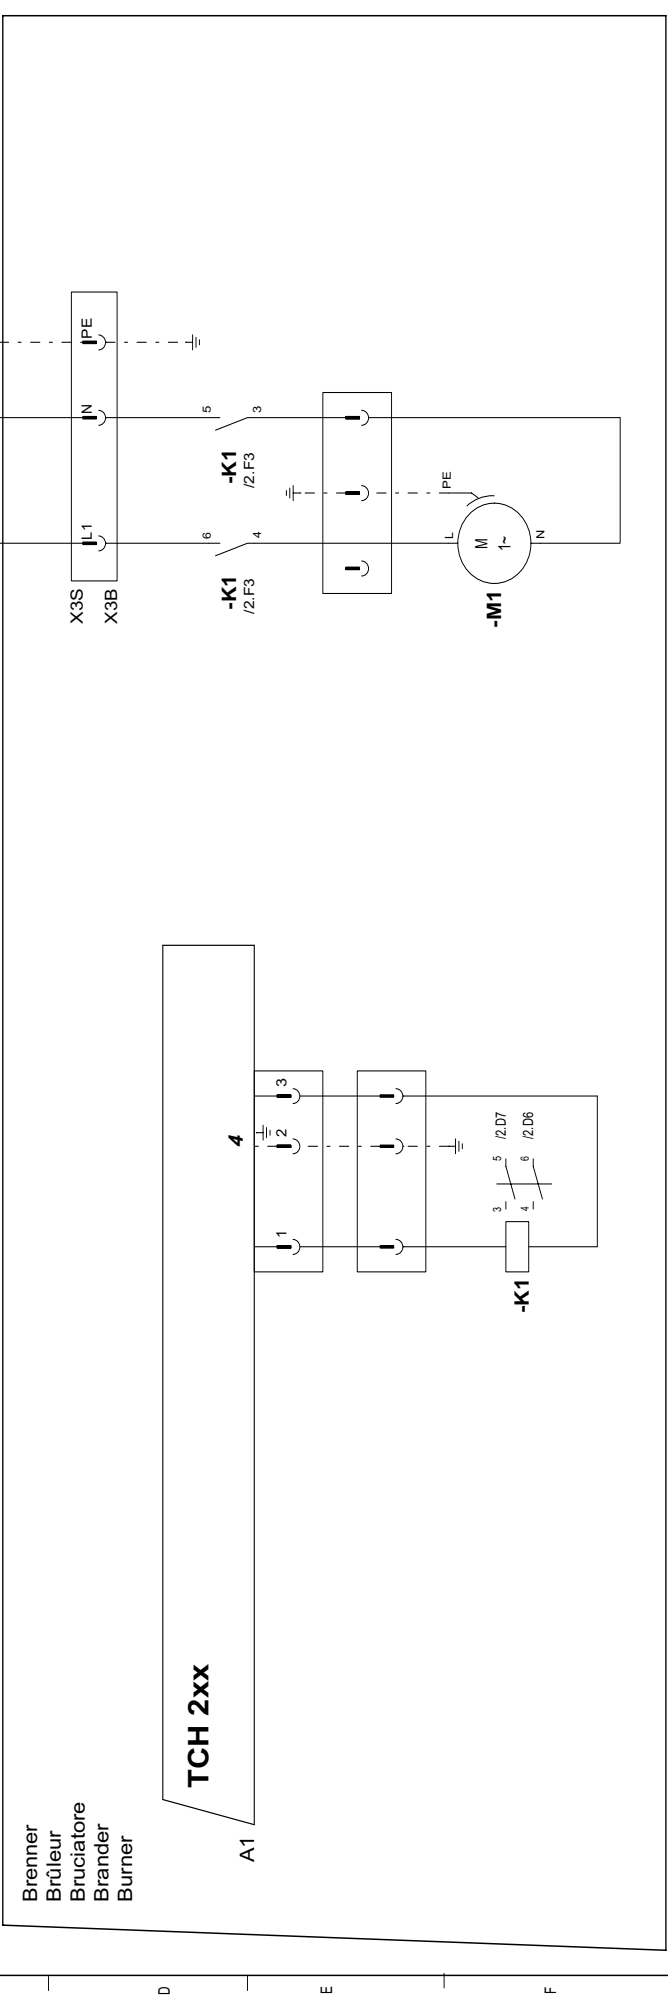 Brenner
Brûleur
Bruciatore
Brander
Burner
TCH 2xx
A1
4
1
2
3
-K1
3
5
/2.D7
4
6
/2.D6
X3S
X3B
L1
N
PE
6
4
-K1
/2.F3
5
3
-K1
/2.F3
L
PE
M
1~
N
-M1
D
E
F